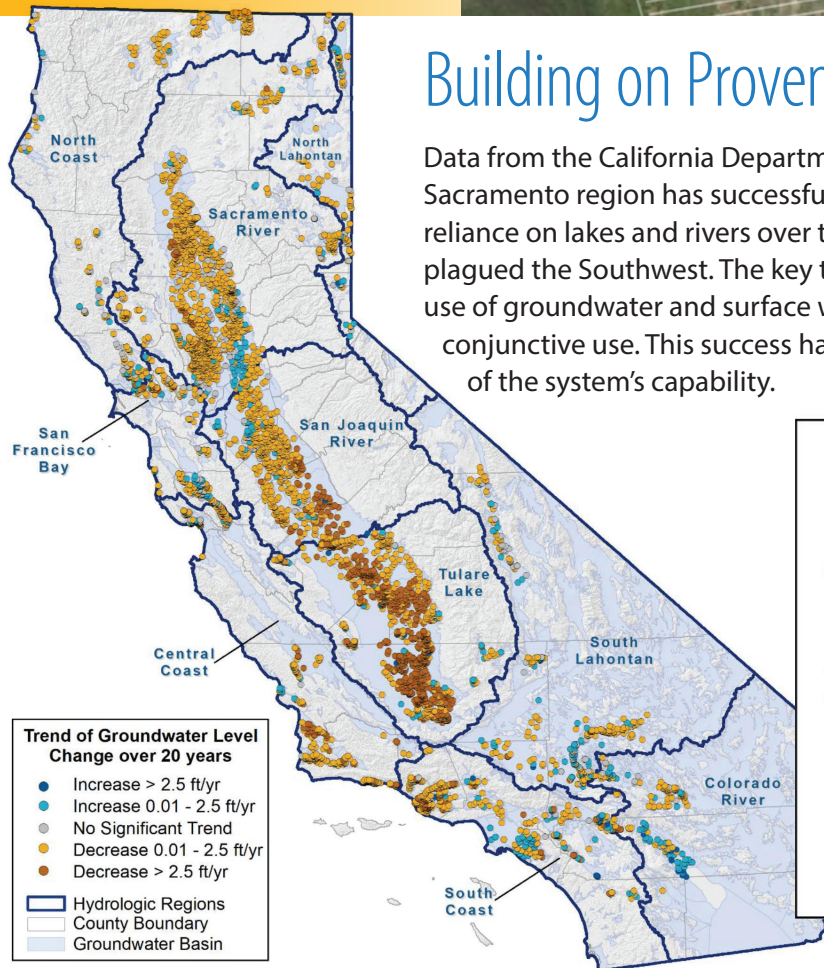 Building on Prover
Data from the California Departm
Sacramento region has successfu
reliance on lakes and rivers over t
plagued the Southwest. The key t
use of groundwater and surface w
conjunctive use. This success ha
of the system's capability.
North
Coast
North
Lahontan
Sacramento
River
San
Francisco
Bay
San Joaquin
River
Tulare
Lake
Central
Coast
South
Lahontan
Colorado
River
South
Coast
Trend of Groundwater Level
Change over 20 years
Increase > 2.5 ft/yr
Increase 0.01 - 2.5 ft/yr
No Significant Trend
Decrease 0.01 - 2.5 ft/yr
Decrease > 2.5 ft/yr
Hydrologic Regions
County Boundary
Groundwater Basin